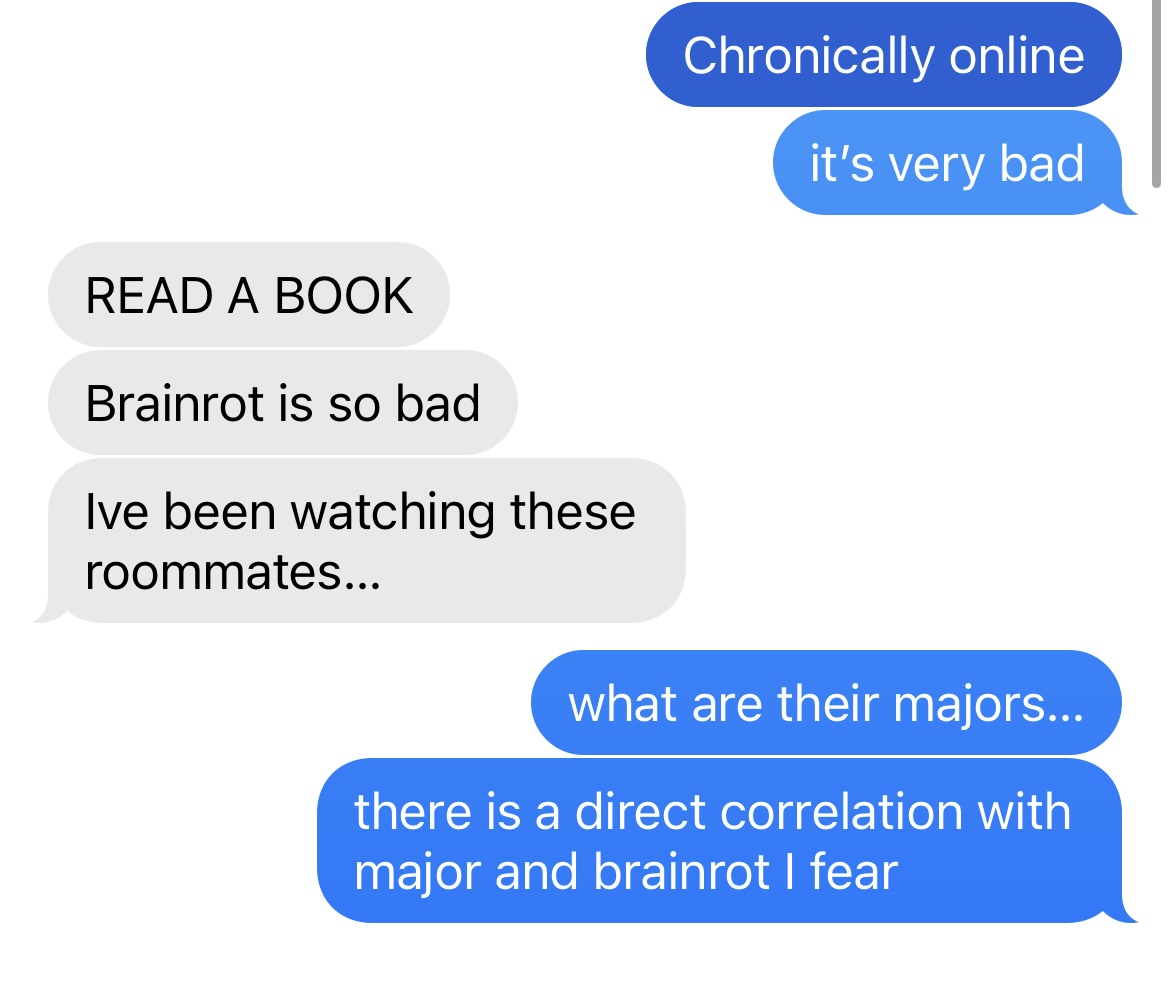 Chronically online
it’s very bad
READ A BOOK
Brainrot is so bad
Ive been watching these
roommates...
what are their majors...
there is a direct correlation with
major and brainrot I fear